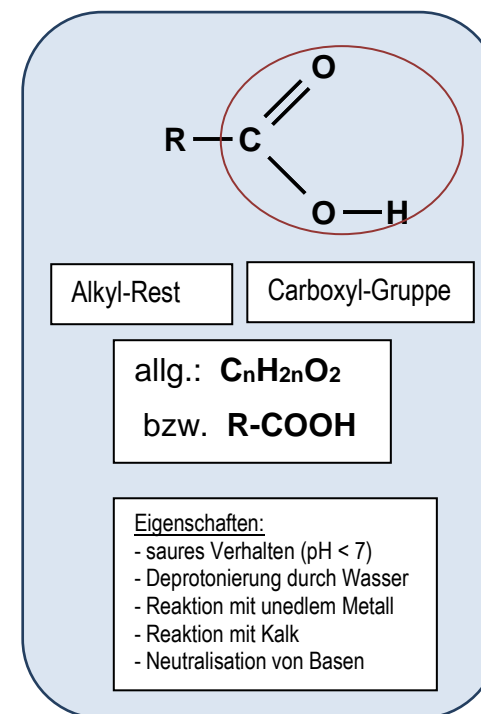 O
R C
O H
Alkyl-Rest
Carboxyl-Gruppe
allg.: CnH2nO2
bzw. R-COOH
Eigenschaften:
- saures Verhalten (pH < 7)
- Deprotonierung durch Wasser
- Reaktion mit unedlem Metall
- Reaktion mit Kalk
- Neutralisation von Basen